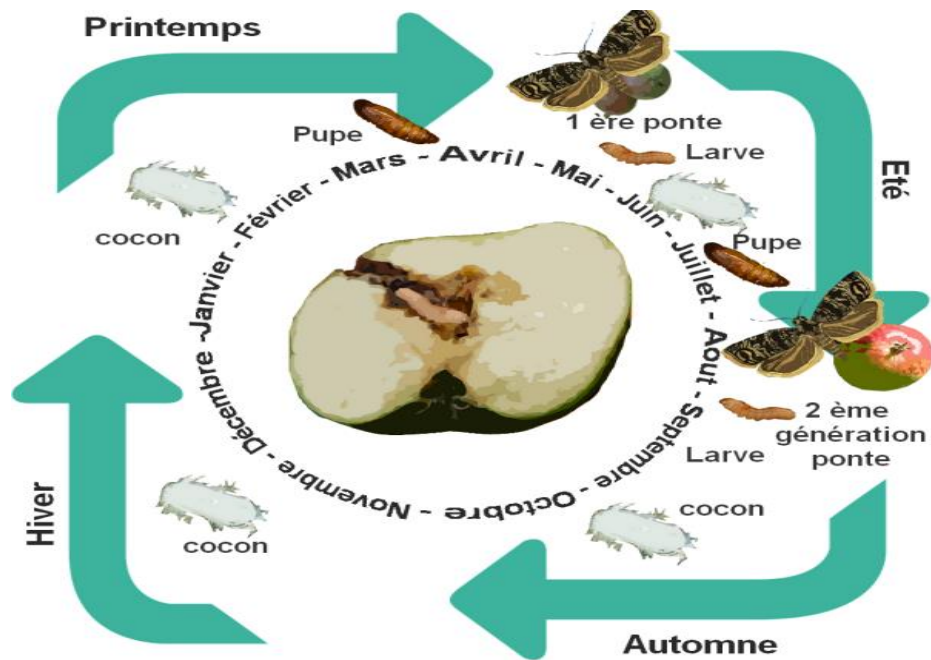 Printemps
1 ère ponte
Pupe
Larve
Eté
cocon
Pupe
Janvier - Février - Mars - Avril - Mai - Juin - Juillet - Aout - Septembre - Octobre - Novembre - Décembre -
2 ème
génération
ponte
Larve
cocon
cocon
Hiver
Automne